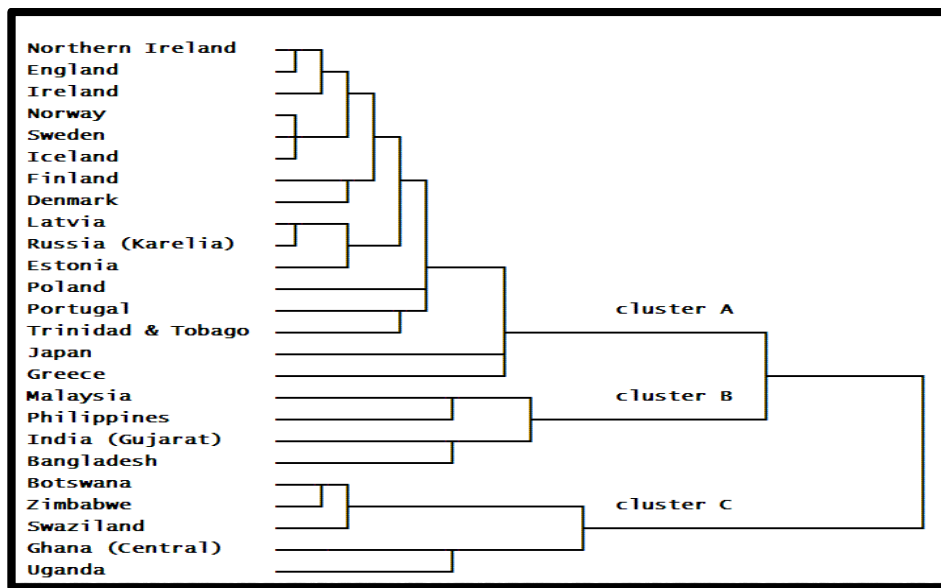 Northern Ireland
England
Ireland
Norway
Sweden
Iceland
Finland
Denmark
Latvia
Russia (Karelia)
Estonia
Poland
Portugal cluster A
Trinidad & Tobago
Japan
Greece
Malaysia cluster B
Philippines
India (Gujarat)
Bangladesh
Botswana
Zimbabwe cluster C
Swaziland
Ghana (Central)
Uganda